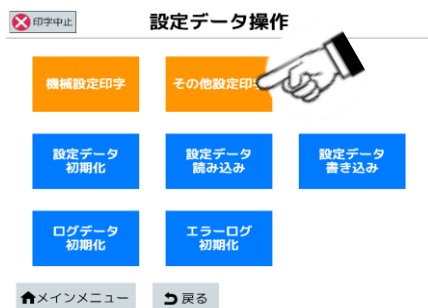 印字中止
設定データ操作
機械設定印字
その他設定印
設定データ
初期化
設定データ
読み込み
設定データ
書き込み
ログデータ
初期化
エラーログ
初期化
メインメニュー
戻る